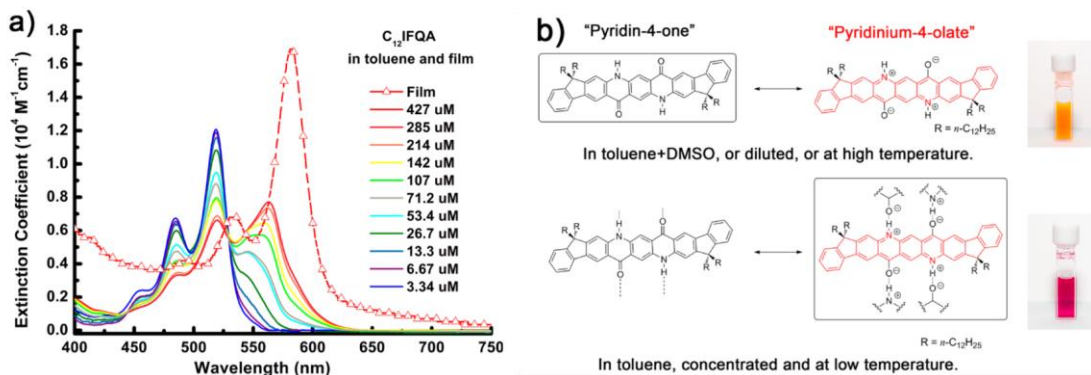 a)
C₁₂IFQA
in toluene and film
Film
427 uM
285 uM
214 uM
142 uM
107 uM
71.2 uM
53.4 uM
26.7 uM
13.3 uM
6.67 uM
3.34 uM
Extinction Coefficient (10⁴ M⁻¹cm⁻¹)
1.8
1.6
1.4
1.2
1.0
0.8
0.6
0.4
0.2
0.0
400 450 500 550 600 650 700 750
Wavelength (nm)
b)
"Pyridin-4-one"
"Pyridinium-4-olate"
R R H N O
O N H R R
R R H N ⊕ O ⊖
O ⊖ N ⊕ H R R
R = n-C₁₂H₂₅
In toluene+DMSO, or diluted, or at high temperature.
R R H N O
O N H R R
O ⊖ H N ⊕ N ⊕ H O ⊖
R R H N ⊕ O ⊖
O ⊖ N ⊕ H R R
H N ⊕ O ⊖
R = n-C₁₂H₂₅
In toluene, concentrated and at low temperature.